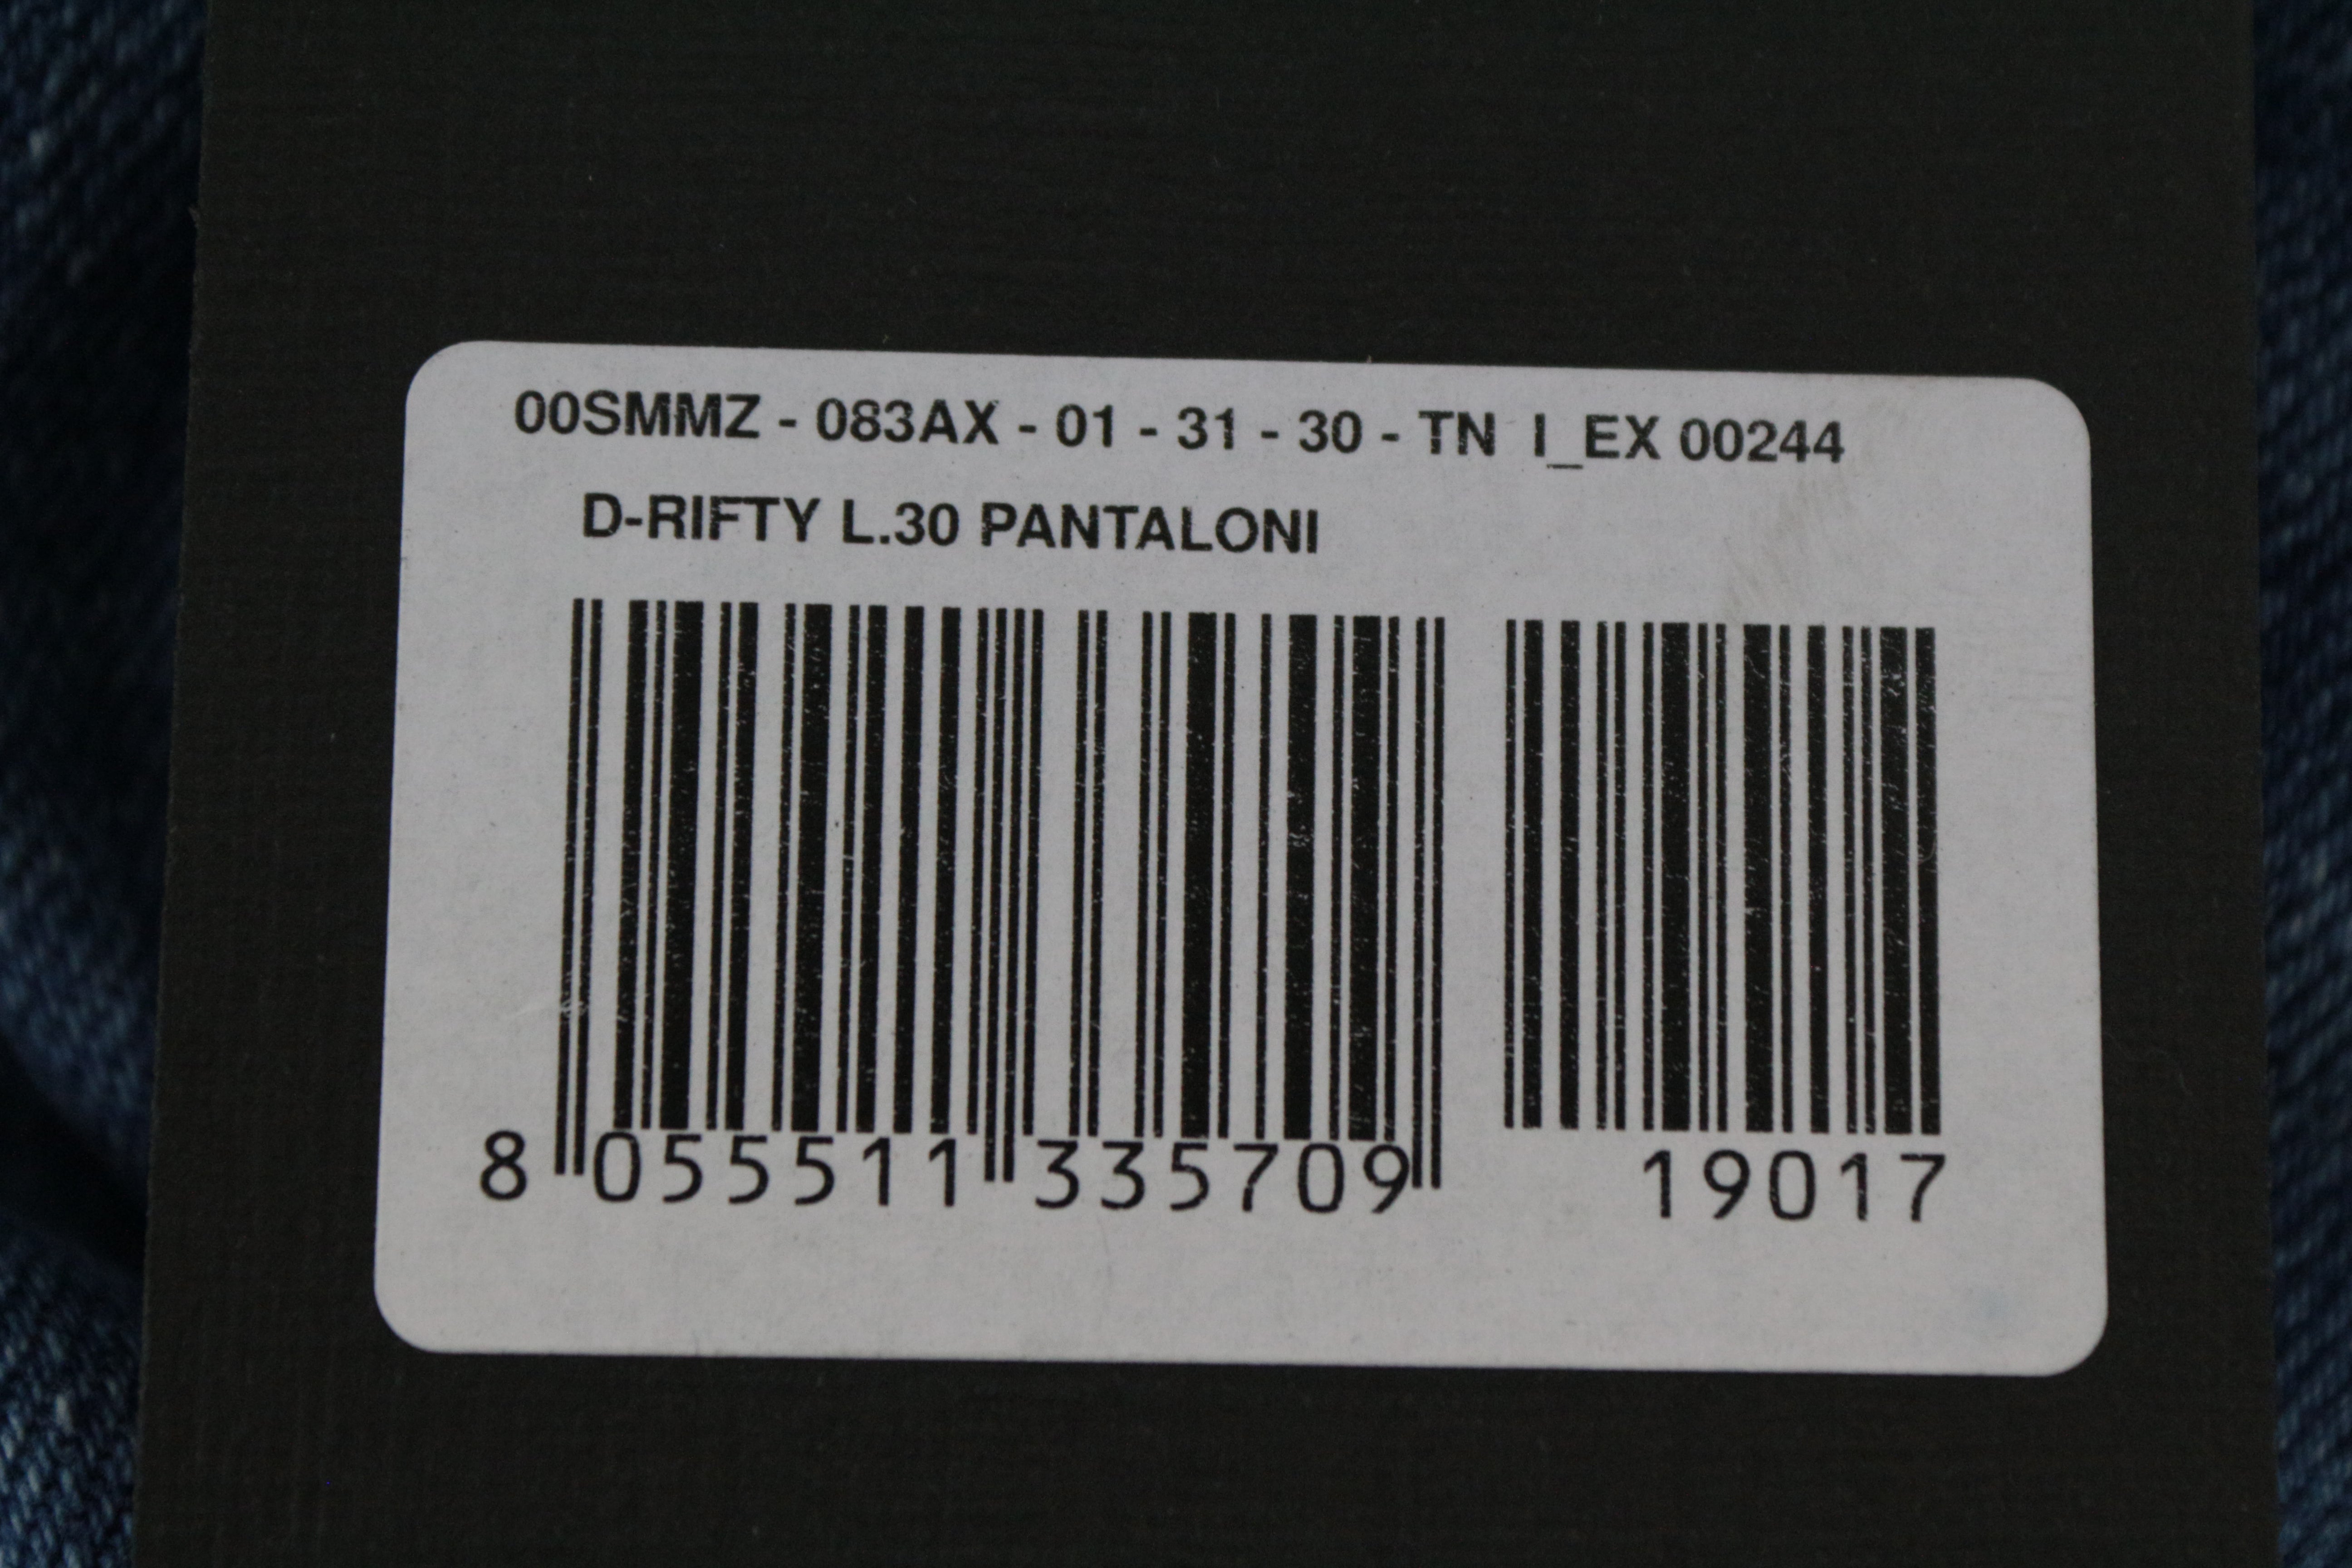 00SMMZ - 083AX - 01 - 31 - 30 - TN I_EX 00244
D-RIFTY L.30 PANTALONI
8 055511 335709 19017